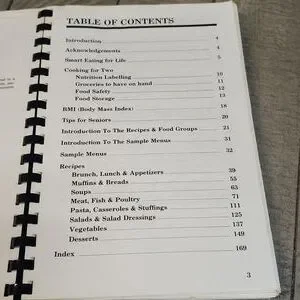 TABLE OF CONTENTS
Introduction 4
Acknowledgements 4
Smart Eating for Life 5
Cooking for Two
Nutrition Labelling 10
Groceries to have on hand 11
Food Safety 12
Food Storage 13
BMI (Body Mass Index) 18
Tips for Seniors 20
Introduction To The Recipes & Food Groups 21
Introduction To The Sample Menus 31
Sample Menus 32
Recipes
Brunch, Lunch & Appetizers 39
Muffins & Breads 55
Soups 63
Meat, Fish & Poultry 71
Pasta, Casseroles & Stuffings 111
Salads & Salad Dressings 125
Vegetables 137
Desserts 149
Index 169
3